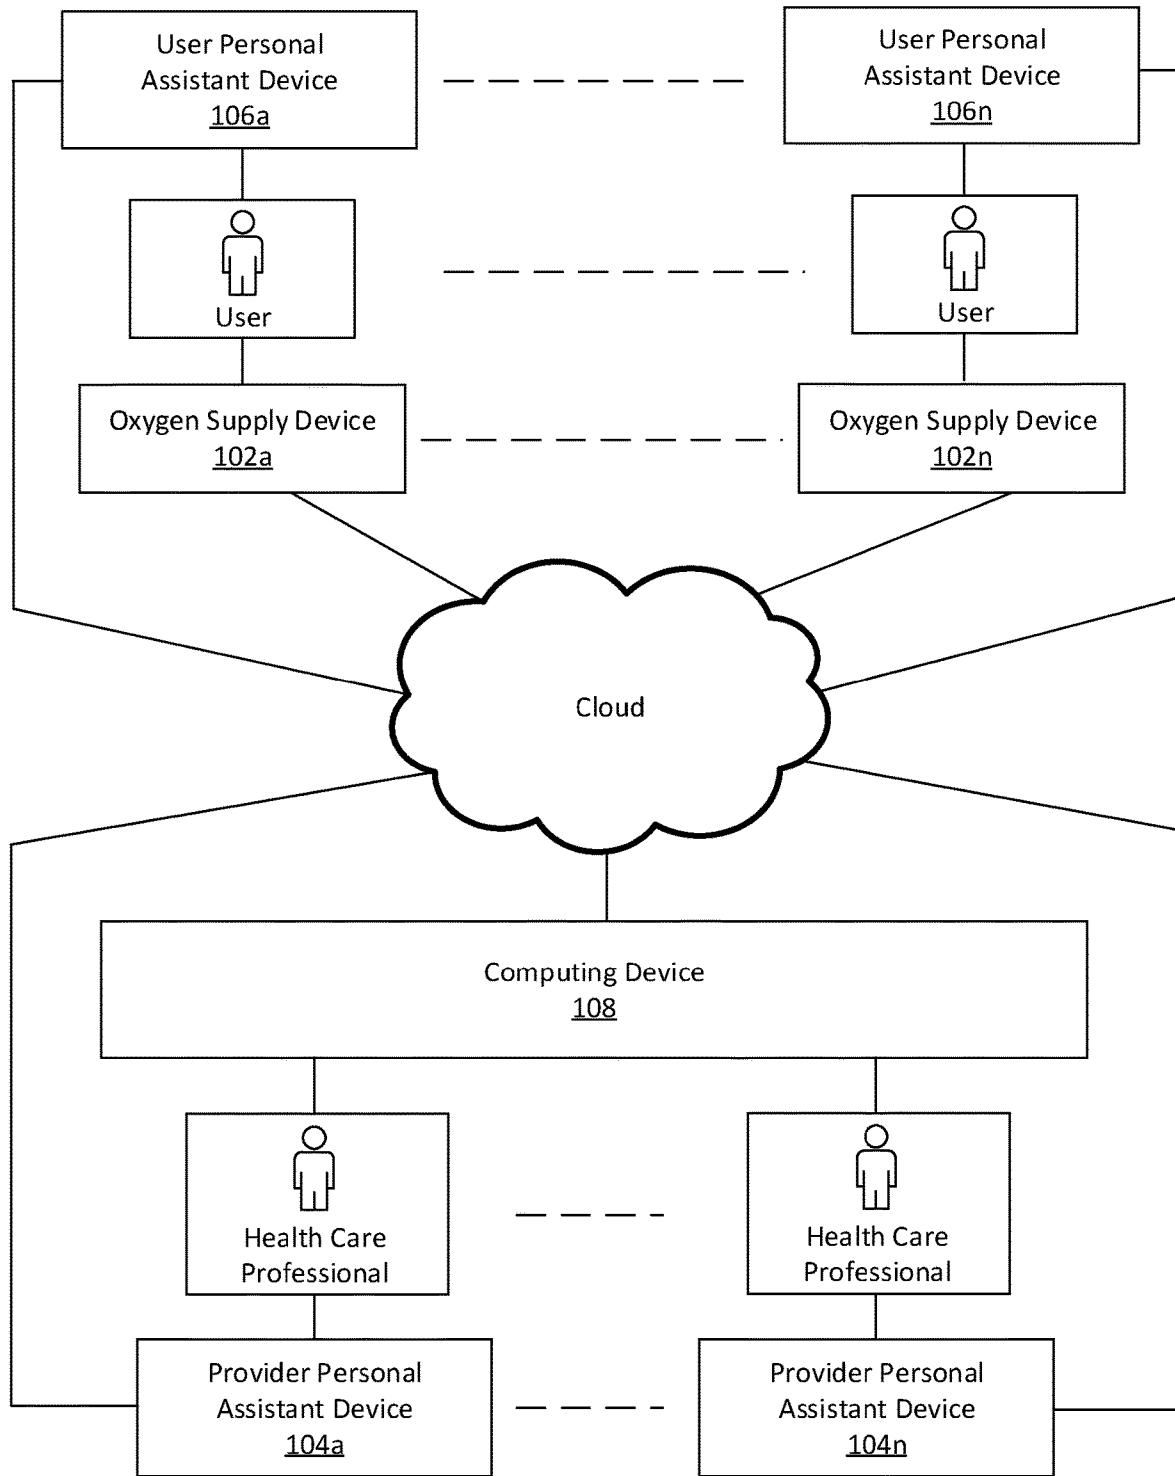 User Personal
Assistant Device
106a
User Personal
Assistant Device
106n
User
User
Oxygen Supply Device
102a
Oxygen Supply Device
102n
Cloud
Computing Device
108
Health Care
Professional
Health Care
Professional
Provider Personal
Assistant Device
104a
Provider Personal
Assistant Device
104n